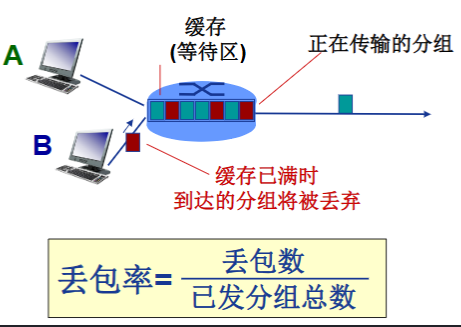 缓存
(等待区)
正在传输的分组
A
B
缓存已满时
到达的分组将被丢弃
丢包率=
丢包数
已发分组总数